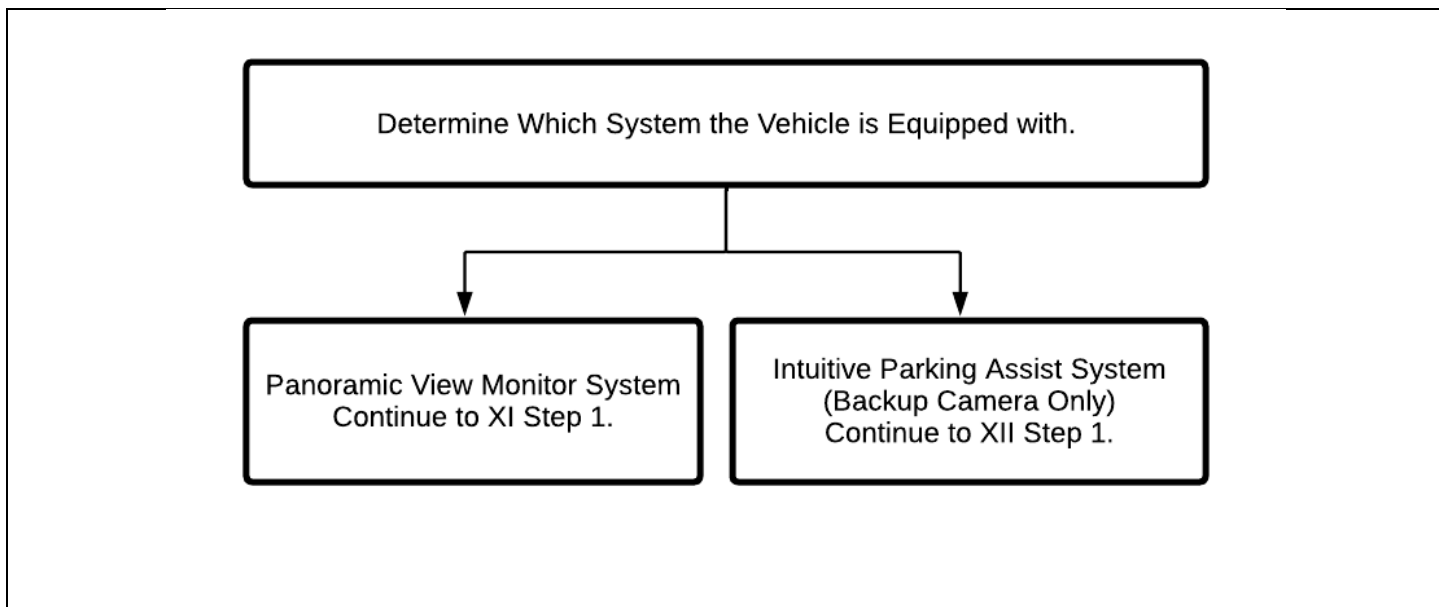 Determine Which System the Vehicle is Equipped with.
Panoramic View Monitor System
Continue to XI Step 1.
Intuitive Parking Assist System
(Backup Camera Only)
Continue to XII Step 1.